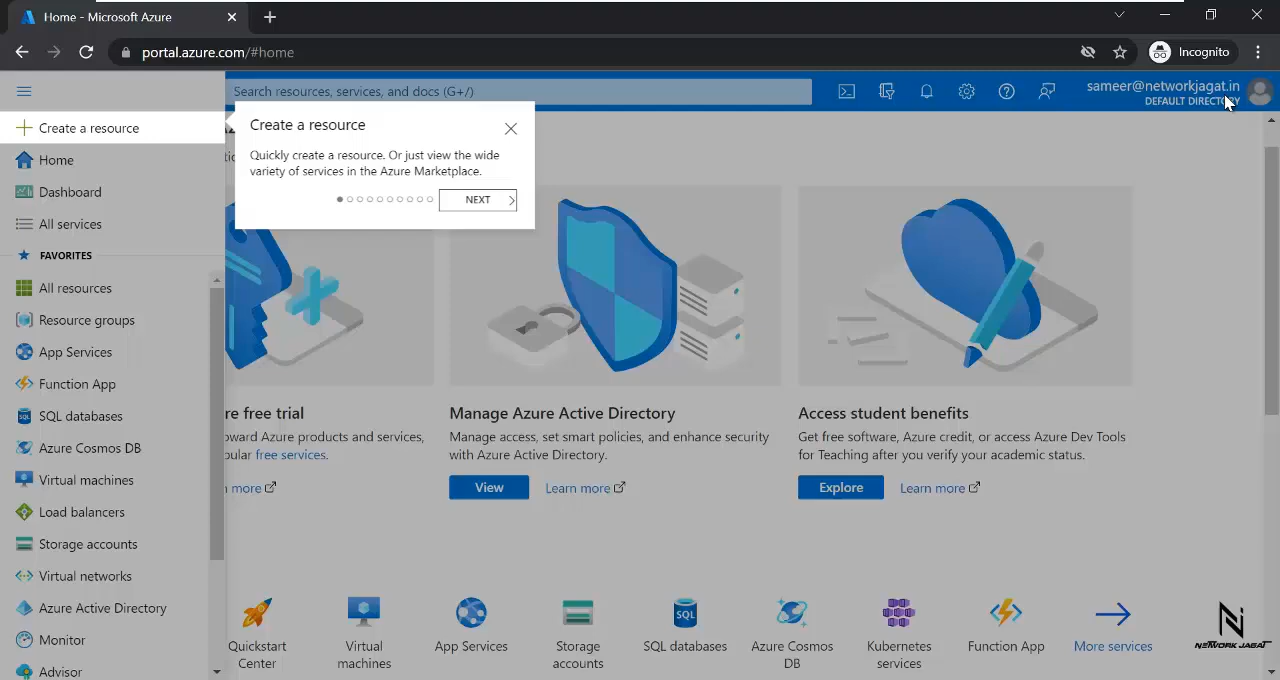 Home - Microsoft Azure
portal.azure.com/#home
Incognito
Search resources, services, and docs (G+/)
sameer@networkjagat.in
DEFAULT DIRECTORY
Create a resource
Home
Dashboard
All services
FAVORITES
All resources
Resource groups
App Services
Function App
SQL databases
Azure Cosmos DB
Virtual machines
Load balancers
Storage accounts
Virtual networks
Azure Active Directory
Monitor
Advisor
Create a resource
Quickly create a resource. Or just view the wide
variety of services in the Azure Marketplace.
NEXT
re free trial
oward Azure products and services,
pular free services.
n more
Manage Azure Active Directory
Manage access, set smart policies, and enhance security
with Azure Active Directory.
View
Learn more
Access student benefits
Get free software, Azure credit, or access Azure Dev Tools
for Teaching after you verify your academic status.
Explore
Learn more
Quickstart
Center
Virtual
machines
App Services
Storage
accounts
SQL
SQL databases
Azure Cosmos
DB
Kubernetes
services
Function App
More services
NETWORK JAGAT